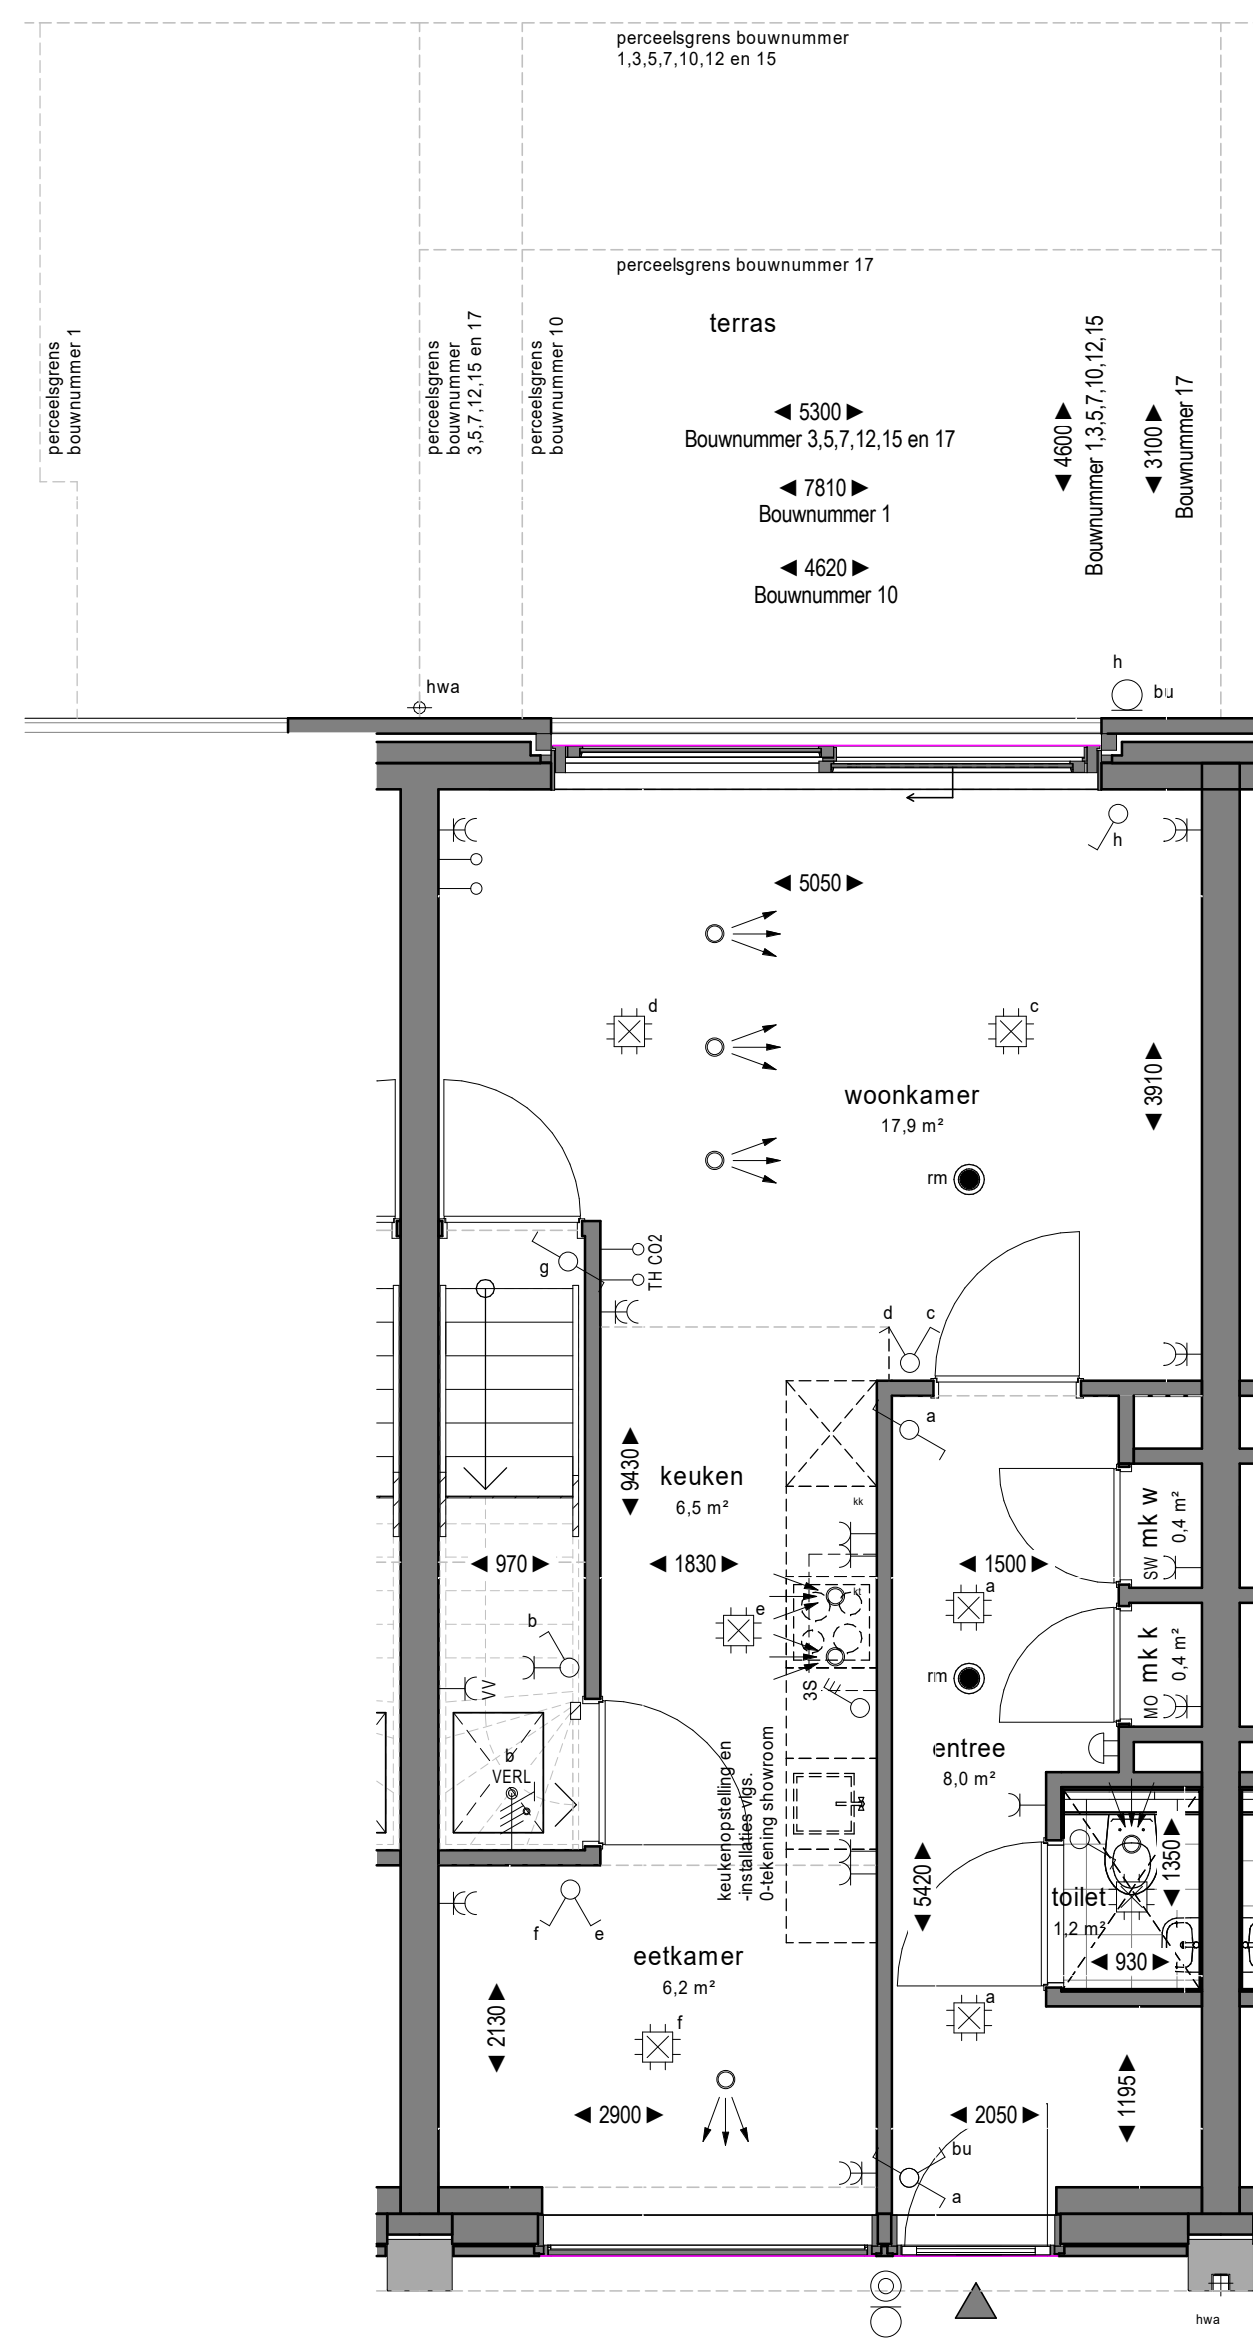 perceelsgrens bouwnummer
1,3,5,7,10,12 en 15
perceelsgrens bouwnummer 17
terras
perceelsgrens
bouwnummer 1
perceelsgrens
bouwnummer
3,5,7,12,15 en 17
perceelsgrens
bouwnummer 10
5300
Bouwnummer 3,5,7,12,15 en 17
7810
Bouwnummer 1
4620
Bouwnummer 10
4600
Bouwnummer 1,3,5,7,10,12,15
3100
Bouwnummer 17
hwa
h
bu
h
5050
d
c
3910
woonkamer
17,9 m²
rm
g
TH CO2
d
c
a
9430
keuken
6,5 m²
kk
mk w
0,4 m²
SW
970
1830
1500
kt
a
e
b
mk k
0,4 m²
MO
rm
VV
3S
entree
8,0 m²
b
VERL
keukenopstelling en
-installaties vlgs.
0-tekening showroom
1350
5420
toilet
1,2 m²
930
f
e
eetkamer
6,2 m²
2130
f
a
1195
2900
2050
bu
a
hwa